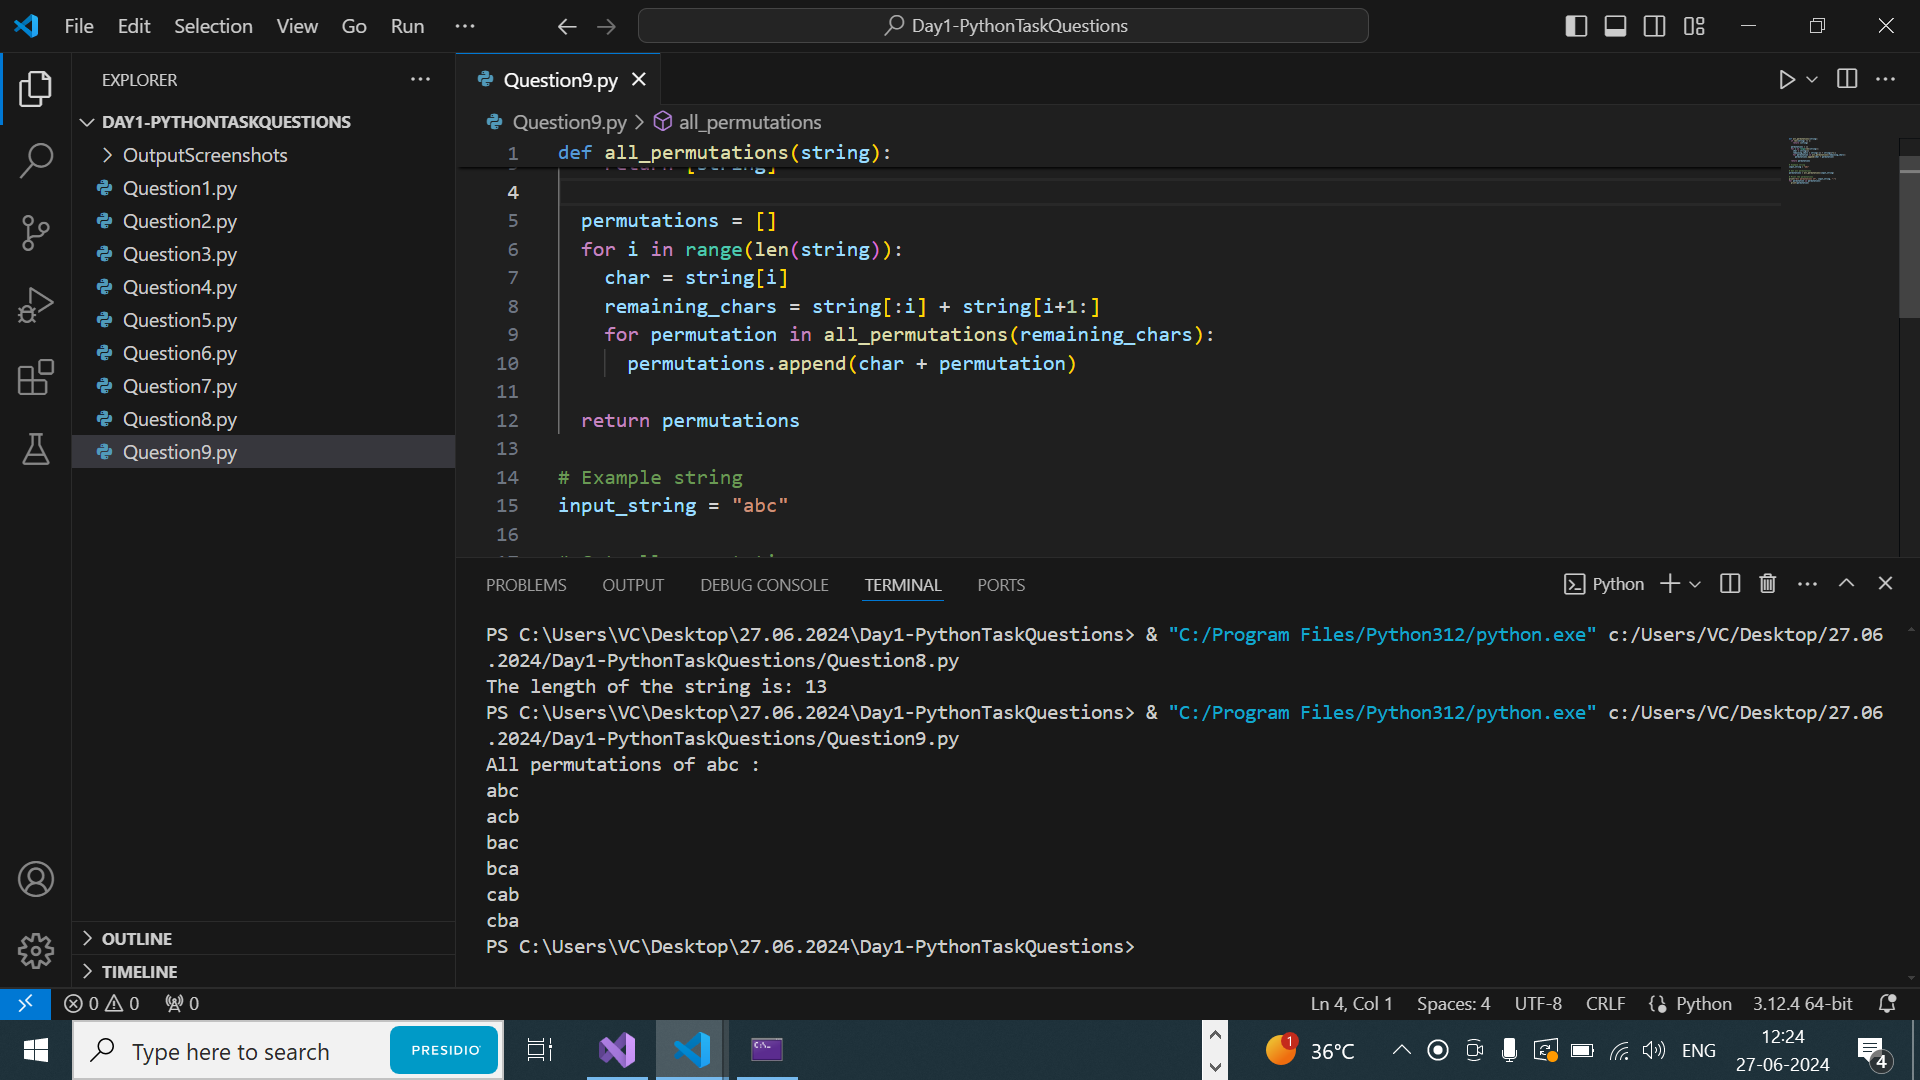 File Edit Selection View Go Run
Day1-PythonTaskQuestions
EXPLORER
DAY1-PYTHONTASKQUESTIONS
OutputScreenshots
Question1.py
Question2.py
Question3.py
Question4.py
Question5.py
Question6.py
Question7.py
Question8.py
Question9.py
OUTLINE
TIMELINE
Question9.py
Question9.py > all_permutations
1 def all_permutations(string):
return [string]
4
5 permutations = []
6 for i in range(len(string)):
7 char = string[i]
8 remaining_chars = string[:i] + string[i+1:]
9 for permutation in all_permutations(remaining_chars):
10 permutations.append(char + permutation)
11
12 return permutations
13
14 # Example string
15 input_string = "abc"
16
PROBLEMS OUTPUT DEBUG CONSOLE TERMINAL PORTS
Python
PS C:\Users\VC\Desktop\27.06.2024\Day1-PythonTaskQuestions> & "C:/Program Files/Python312/python.exe" c:/Users/VC/Desktop/27.06
.2024/Day1-PythonTaskQuestions/Question8.py
The length of the string is: 13
PS C:\Users\VC\Desktop\27.06.2024\Day1-PythonTaskQuestions> & "C:/Program Files/Python312/python.exe" c:/Users/VC/Desktop/27.06
.2024/Day1-PythonTaskQuestions/Question9.py
All permutations of abc :
abc
acb
bac
bca
cab
cba
PS C:\Users\VC\Desktop\27.06.2024\Day1-PythonTaskQuestions>
0 0 0
Ln 4, Col 1 Spaces: 4 UTF-8 CRLF Python 3.12.4 64-bit
Type here to search
PRESIDIO
1
36°C
ENG
12:24
27-06-2024
4